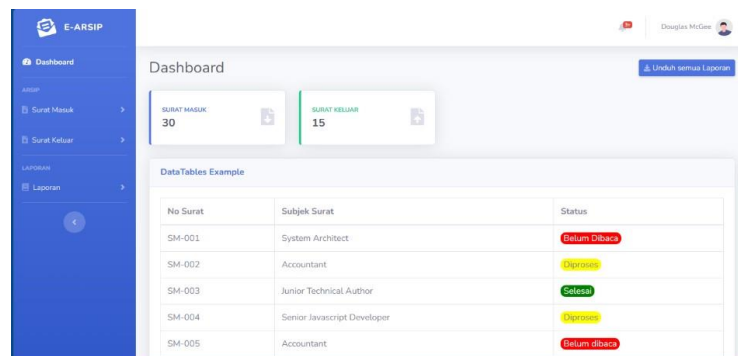 E-ARSIP
Douglas McGee
Dashboard
Dashboard
Unduh semua Laporan
ARSIP
Surat Masuk
Surat Keluar
LAPORAN
Laporan
SURAT MASUK
30
SURAT KELUAR
15
DataTables Example
No Surat Subjek Surat Status
SM-001 System Architect Belum Dibaca
SM-002 Accountant Diproses
SM-003 Junior Technical Author Selesai
SM-004 Senior Javascript Developer Diproses
SM-005 Accountant Belum dibaca